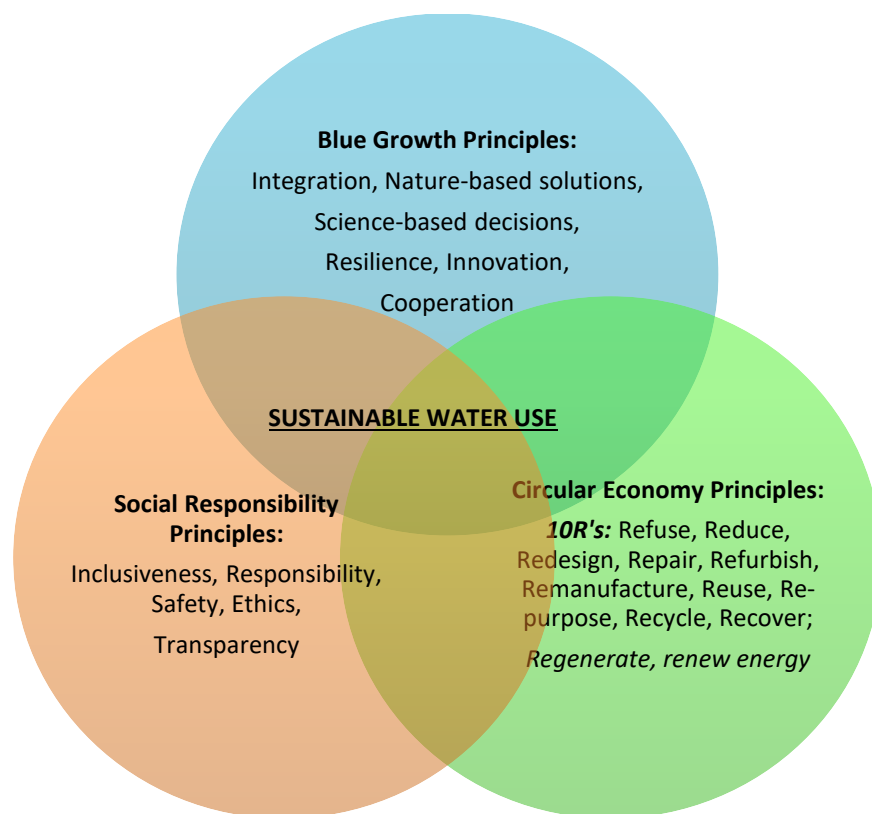 Blue Growth Principles:
Integration, Nature-based solutions,
Science-based decisions,
Resilience, Innovation,
Cooperation
SUSTAINABLE WATER USE
Social Responsibility
Principles:
Inclusiveness, Responsibility,
Safety, Ethics,
Transparency
Circular Economy Principles:
10R's: Refuse, Reduce,
Redesign, Repair, Refurbish,
Remanufacture, Reuse, Re-
purpose, Recycle, Recover;
Regenerate, renew energy